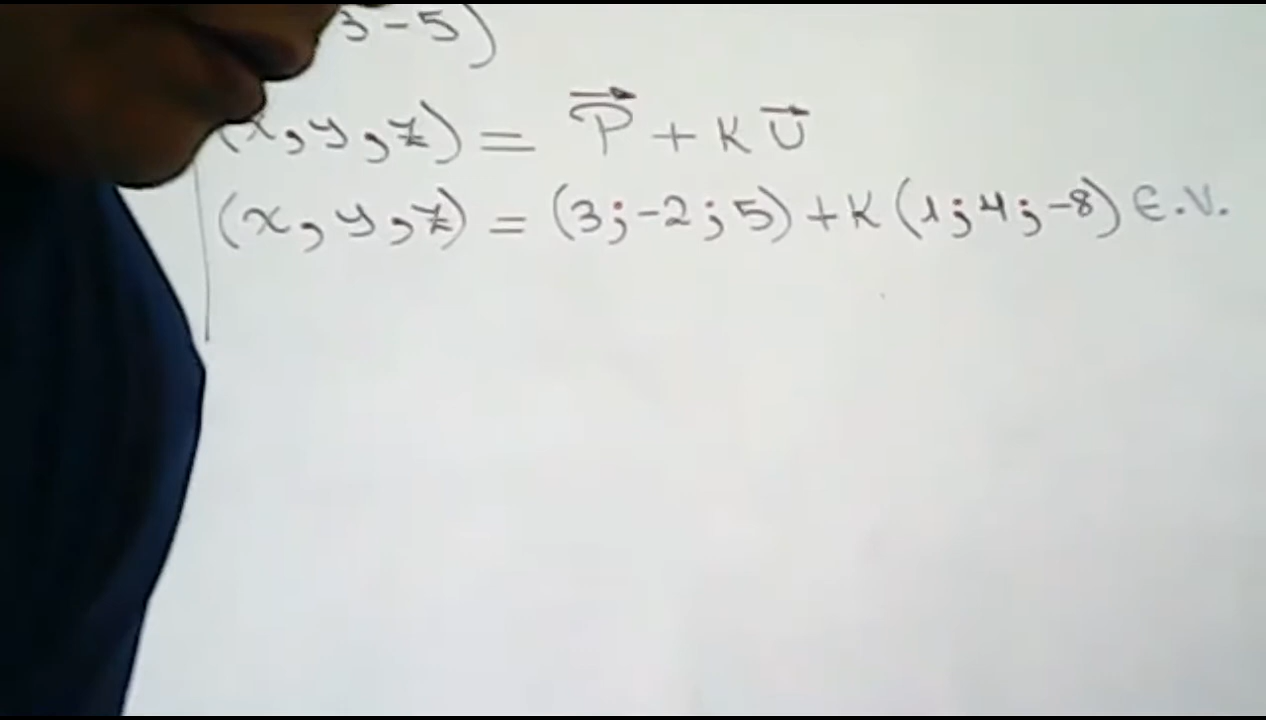 3-5)
(x,y,z) = P⃗ + KU⃗
(x,y,z) = (3;-2;5)+K(1;4;-8) E.V.